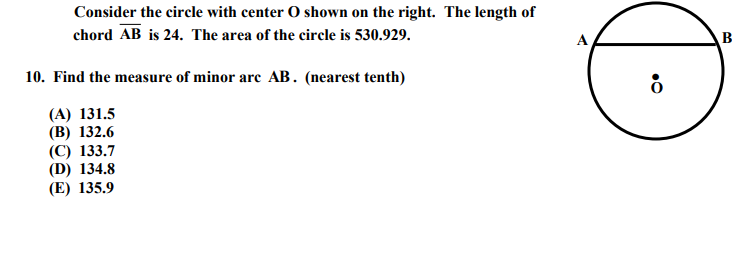 Consider the circle with center O shown on the right. The length of
chord AB is 24. The area of the circle is 530.929.
A
B
O
10. Find the measure of minor arc AB. (nearest tenth)
(A) 131.5
(B) 132.6
(C) 133.7
(D) 134.8
(E) 135.9